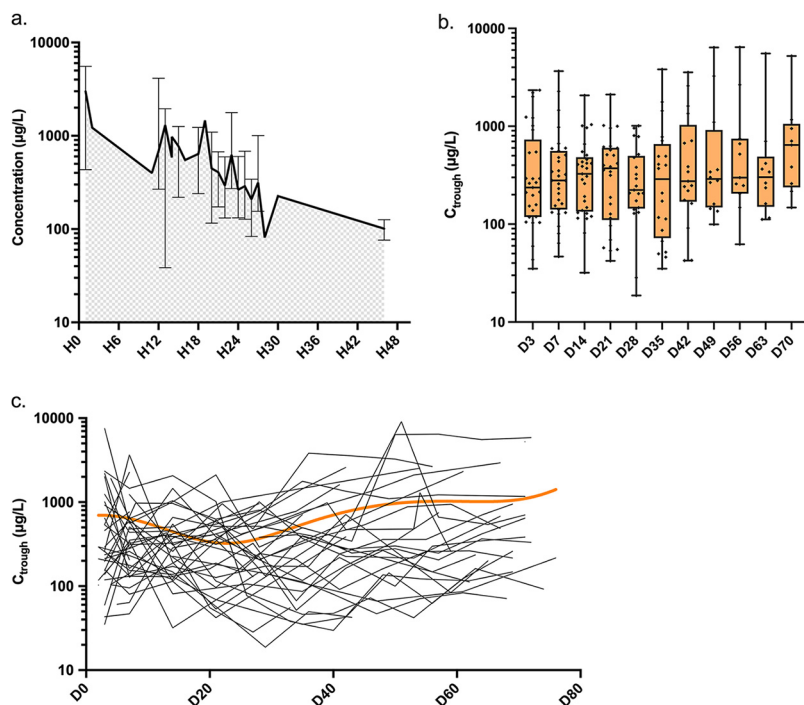 a.
Concentration (µg/L)
10000
1000
100
10
H0
H6
H12
H18
H24
H30
H36
H42
H48
b.
Ctrough (µg/L)
10000
1000
100
10
D3
D7
D14
D21
D28
D35
D42
D49
D56
D63
D70
c.
Ctrough (µg/L)
10000
1000
100
10
D0
D20
D40
D60
D80